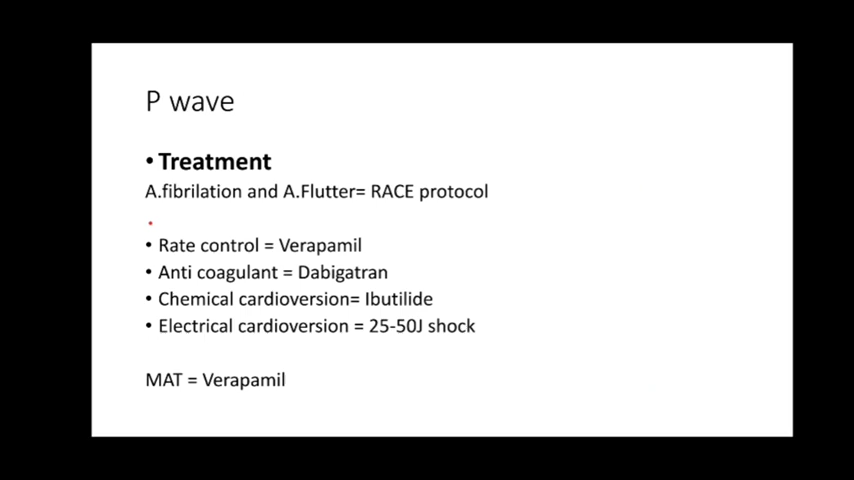 P wave
• Treatment
A.fibrilation and A.Flutter= RACE protocol
• Rate control = Verapamil
• Anti coagulant = Dabigatran
• Chemical cardioversion= Ibutilide
• Electrical cardioversion = 25-50J shock
MAT = Verapamil